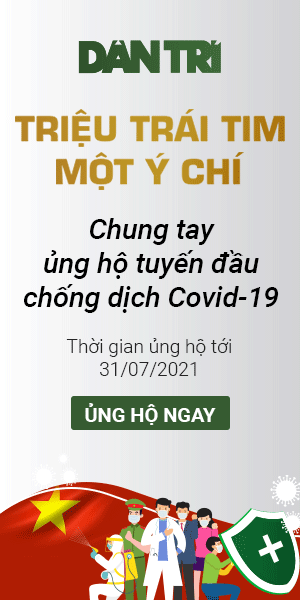 DÂN TRÍ
TRIỆU TRÁI TIM
MỘT Ý CHÍ
Chung tay
ủng hộ tuyến đầu
chống dịch Covid-19
Thời gian ủng hộ tới
31/07/2021
ỦNG HỘ NGAY